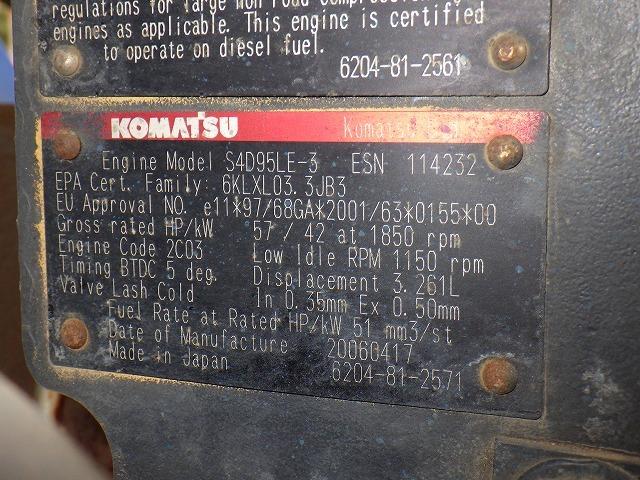 regulations for large non road compression
engines as applicable. This engine is certified
to operate on diesel fuel.
6204-81-2561
KOMATSU Komatsu
Engine Model S4D95LE-3 ESN 114232
EPA Cert. Family: 6KLXL03.3JB3
EU Approval NO. e11*97/68GA*2001/63*0155*00
Gross rated HP/kW 57 / 42 at 1850 rpm
Engine Code 2C03 Low Idle RPM 1150 rpm
Timing BTDC 5 deg. Displacement 3.261L
Valve Lash Cold In 0.35mm Ex 0.50mm
Fuel Rate at Rated HP/kW 51 mm3/st
Date of Manufacture 20060417
Made in Japan 6204-81-2571